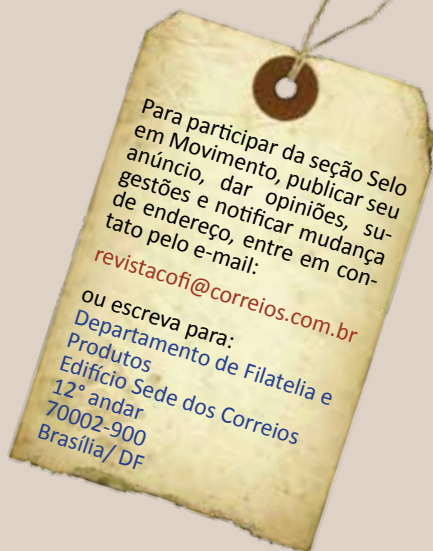 Para participar da seção Selo
em Movimento, publicar seu
anúncio, dar opiniões, su-
gestões e notificar mudança
de endereço, entre em con-
tato pelo e-mail:
revistacofi@correios.com.br
ou escreva para:
Departamento de Filatelia e
Produtos
Edifício Sede dos Correios
12° andar
70002-900
Brasília/ DF